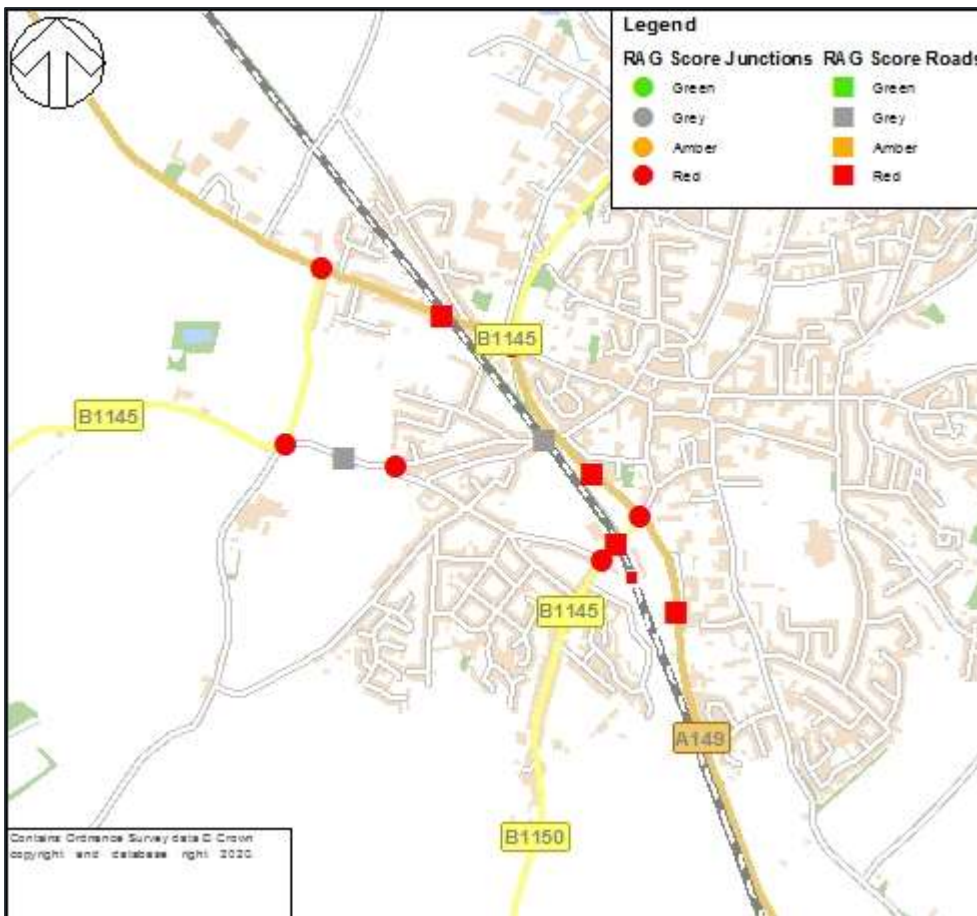 Legend
RAG Score Junctions RAG Score Roads
Green Green
Grey Grey
Amber Amber
Red Red
B1145
B1145
B1145
A149
B1150
Contains Ordnance Survey data © Crown
copyright and database right 2020